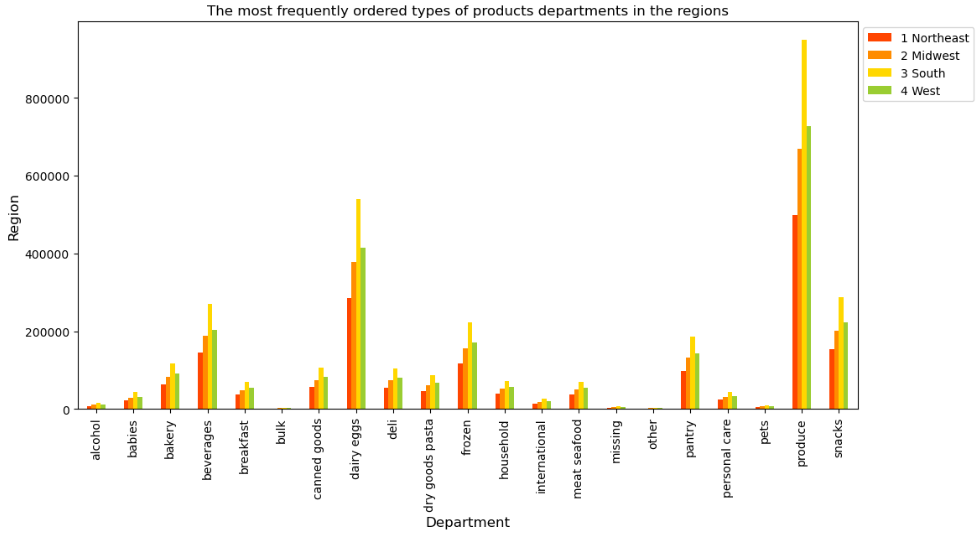 The most frequently ordered types of products departments in the regions
1 Northeast
2 Midwest
3 South
4 West
Region
800000
600000
400000
200000
0
alcohol
babies
bakery
beverages
breakfast
bulk
canned goods
dairy eggs
deli
dry goods pasta
frozen
household
international
meat seafood
missing
other
pantry
personal care
pets
produce
snacks
Department